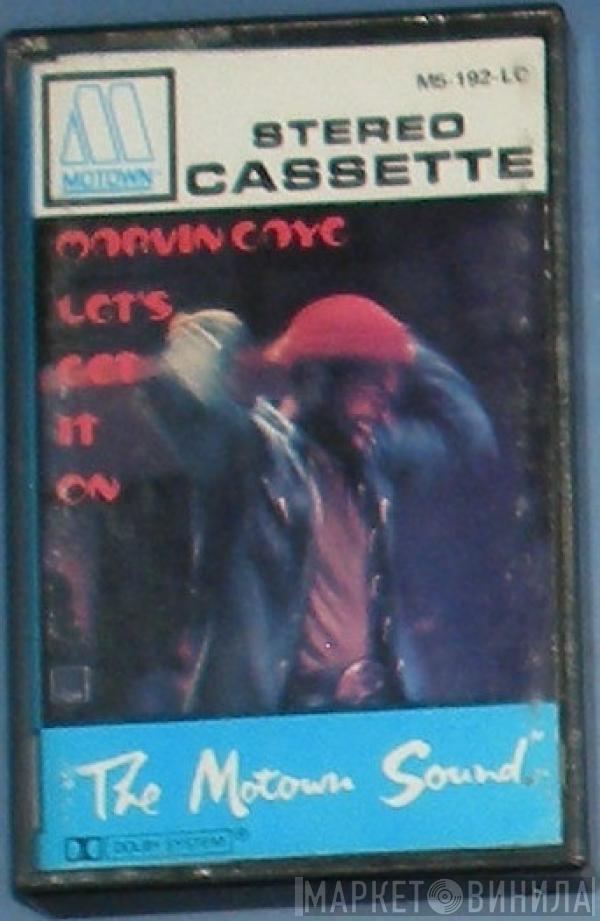 M5-192-LC
MOTOWN
STEREO
CASSETTE
MARVIN GAYE
LET'S
GET
IT
ON
"The Motown Sound"
DOLBY SYSTEM®
МАРКЕТ ВИНИЛА